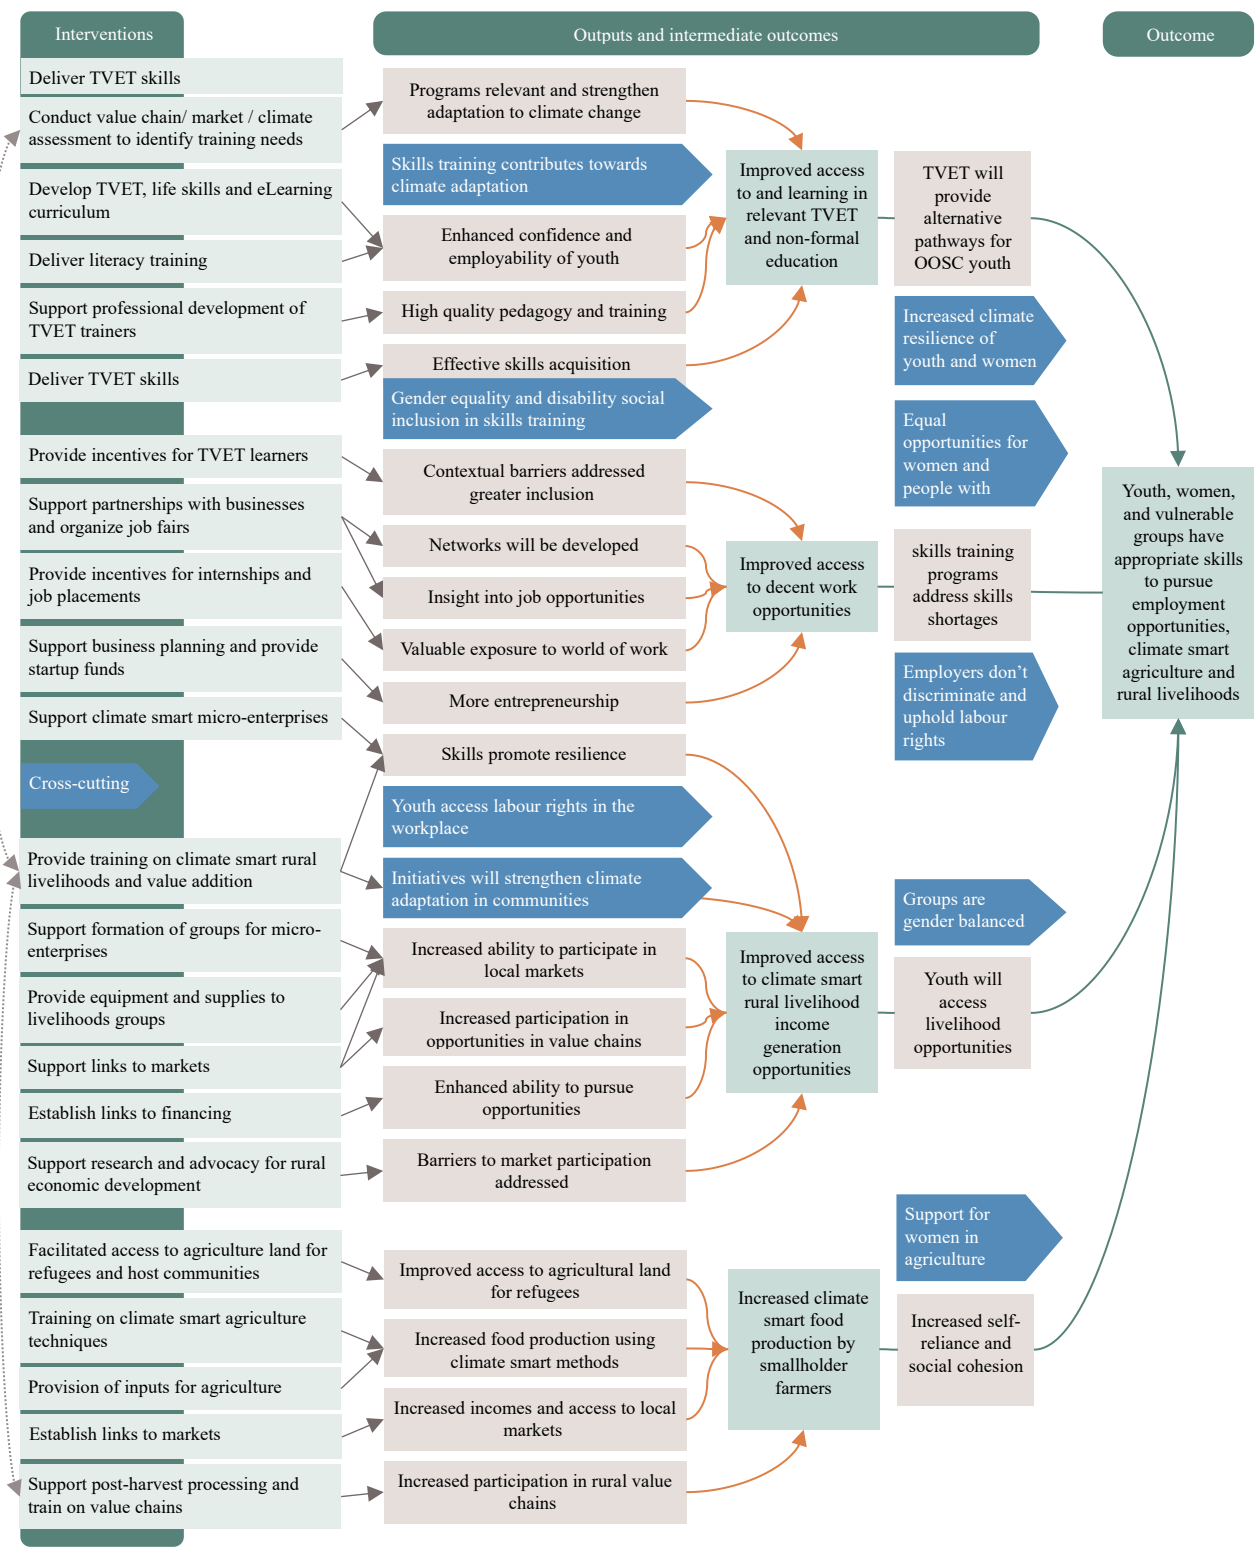 Interventions
Outputs and intermediate outcomes
Outcome
Deliver TVET skills
Conduct value chain/ market / climate
assessment to identify training needs
Develop TVET, life skills and eLearning
curriculum
Deliver literacy training
Support professional development of
TVET trainers
Deliver TVET skills
Provide incentives for TVET learners
Support partnerships with businesses
and organize job fairs
Provide incentives for internships and
job placements
Support business planning and provide
startup funds
Support climate smart micro-enterprises
Cross-cutting
Provide training on climate smart rural
livelihoods and value addition
Support formation of groups for micro-
enterprises
Provide equipment and supplies to
livelihoods groups
Support links to markets
Establish links to financing
Support research and advocacy for rural
economic development
Facilitated access to agriculture land for
refugees and host communities
Training on climate smart agriculture
techniques
Provision of inputs for agriculture
Establish links to markets
Support post-harvest processing and
train on value chains
Programs relevant and strengthen
adaptation to climate change
Skills training contributes towards
climate adaptation
Enhanced confidence and
employability of youth
High quality pedagogy and training
Effective skills acquisition
Gender equality and disability social
inclusion in skills training
Contextual barriers addressed
greater inclusion
Networks will be developed
Insight into job opportunities
Valuable exposure to world of work
More entrepreneurship
Skills promote resilience
Youth access labour rights in the
workplace
Initiatives will strengthen climate
adaptation in communities
Increased ability to participate in
local markets
Increased participation in
opportunities in value chains
Enhanced ability to pursue
opportunities
Barriers to market participation
addressed
Improved access to agricultural land
for refugees
Increased food production using
climate smart methods
Increased incomes and access to local
markets
Increased participation in rural value
chains
Improved access
to and learning in
relevant TVET
and non-formal
education
Improved access
to decent work
opportunities
Improved access
to climate smart
rural livelihood
income
generation
opportunities
Increased climate
smart food
production by
smallholder
farmers
TVET will
provide
alternative
pathways for
OOSC youth
Increased climate
resilience of
youth and women
Equal
opportunities for
women and
people with
skills training
programs
address skills
shortages
Employers don’t
discriminate and
uphold labour
rights
Groups are
gender balanced
Youth will
access
livelihood
opportunities
Support for
women in
agriculture
Increased self-
reliance and
social cohesion
Youth, women,
and vulnerable
groups have
appropriate skills
to pursue
employment
opportunities,
climate smart
agriculture and
rural livelihoods